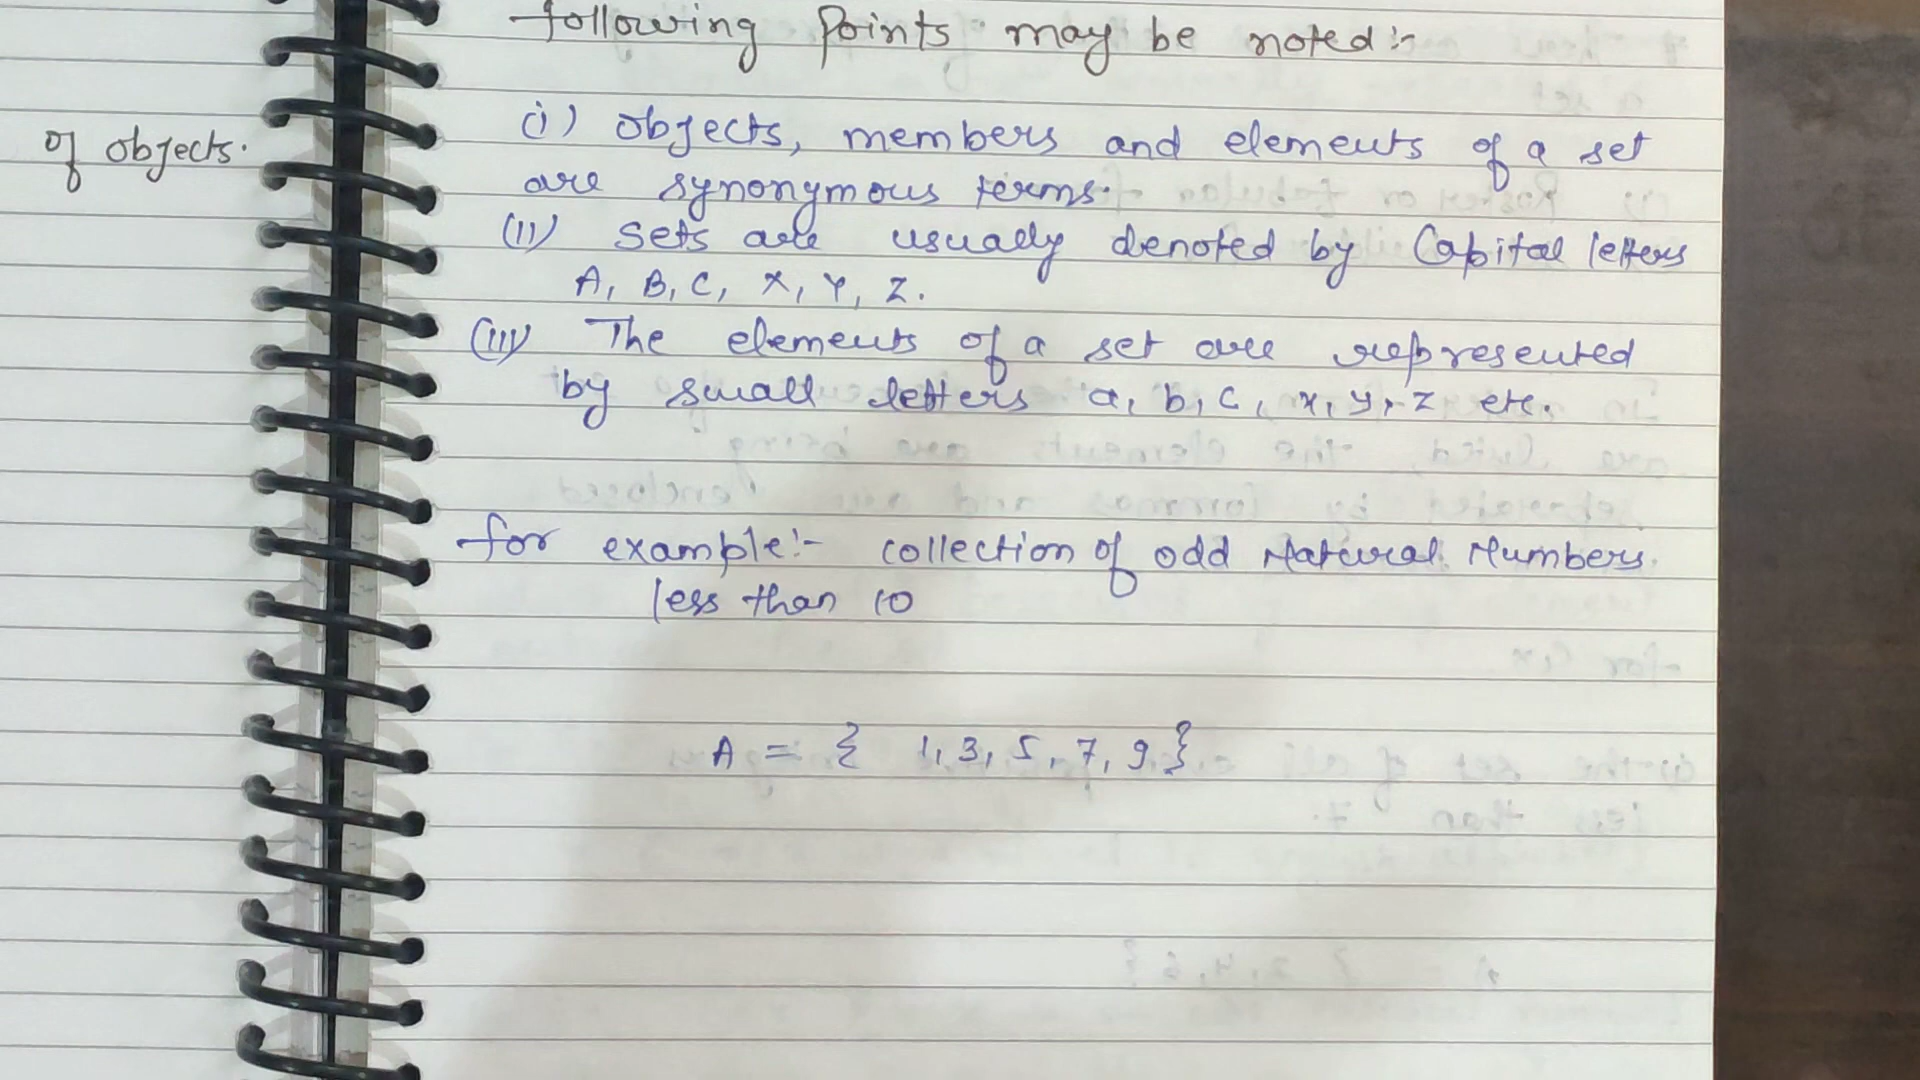 of objects.
following points may be noted:-
(i) objects, members and elements of a set
are synonymous terms.
(ii) Sets are usually denoted by Capital letters
A, B, C, X, Y, Z.
(iii) The elements of a set are represented
by small letters a, b, c, x, y, z etc.
for example:- collection of odd Natural Numbers.
less than 10
A = { 1, 3, 5, 7, 9 }